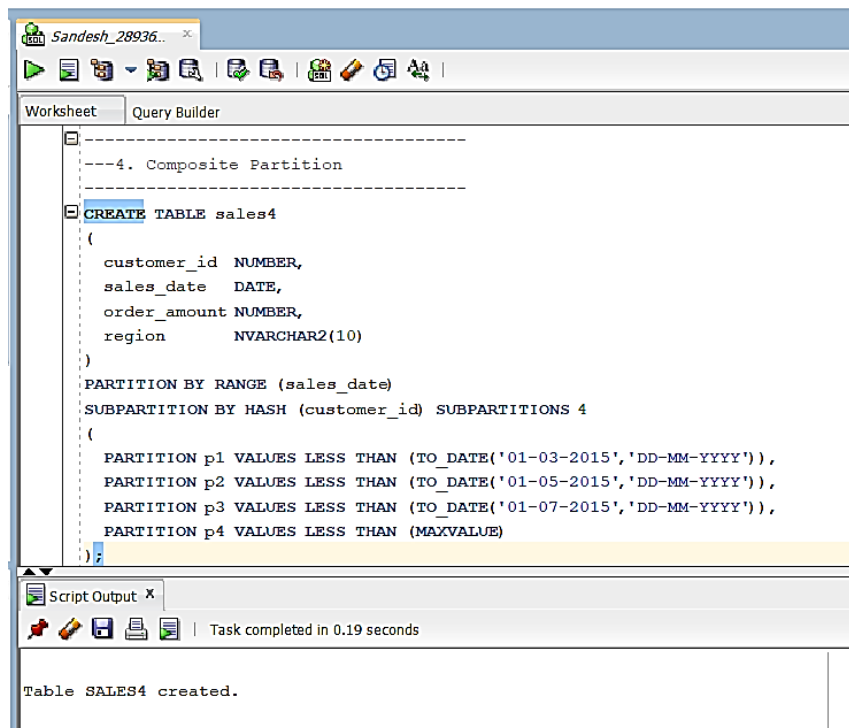 Sandesh_28936...
Worksheet Query Builder
-------------------------------------
---4. Composite Partition
-------------------------------------
CREATE TABLE sales4
(
customer_id NUMBER,
sales_date DATE,
order_amount NUMBER,
region NVARCHAR2(10)
)
PARTITION BY RANGE (sales_date)
SUBPARTITION BY HASH (customer_id) SUBPARTITIONS 4
(
PARTITION p1 VALUES LESS THAN (TO_DATE('01-03-2015','DD-MM-YYYY')),
PARTITION p2 VALUES LESS THAN (TO_DATE('01-05-2015','DD-MM-YYYY')),
PARTITION p3 VALUES LESS THAN (TO_DATE('01-07-2015','DD-MM-YYYY')),
PARTITION p4 VALUES LESS THAN (MAXVALUE)
);
Script Output x
Task completed in 0.19 seconds
Table SALES4 created.